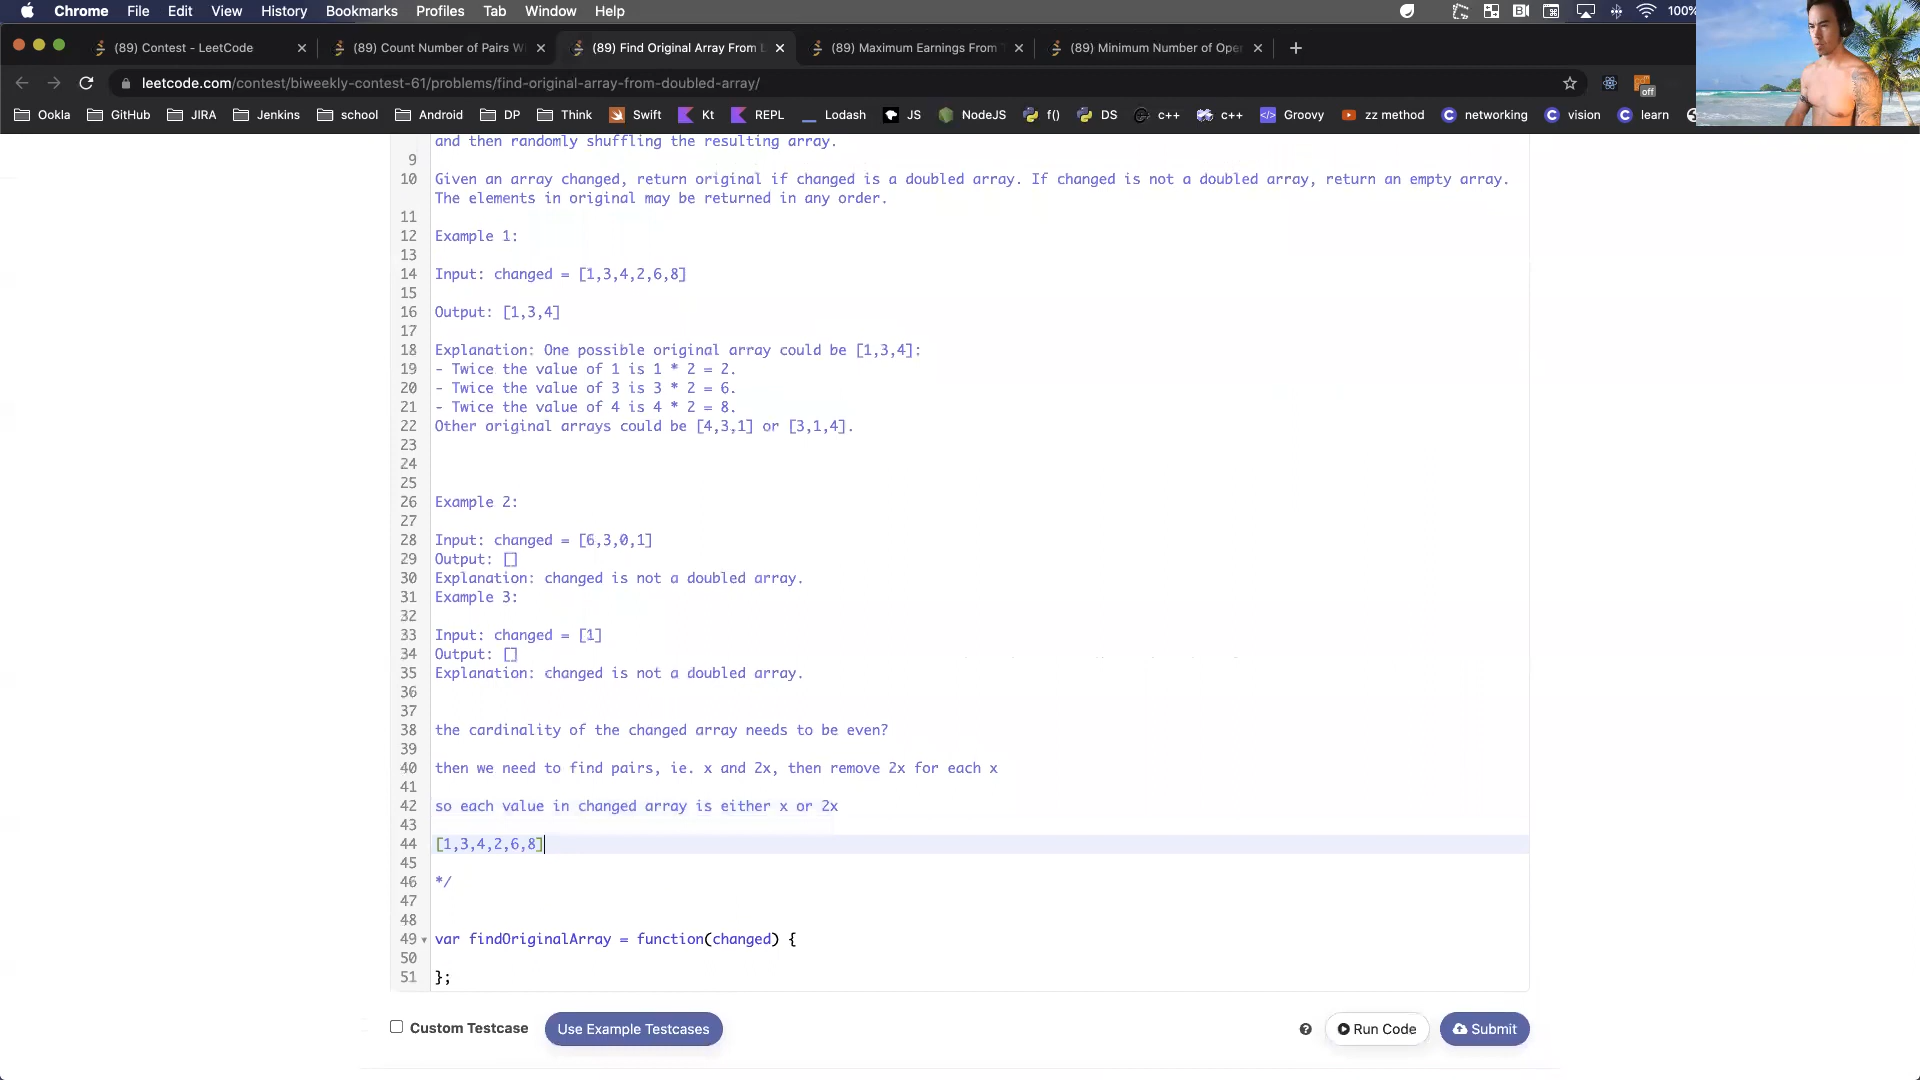 Chrome File Edit View History Bookmarks Profiles Tab Window Help 100%
(89) Contest - LeetCode (89) Count Number of Pairs W (89) Find Original Array From (89) Maximum Earnings From (89) Minimum Number of Oper
leetcode.com/contest/biweekly-contest-61/problems/find-original-array-from-doubled-array/ off
Ookla GitHub JIRA Jenkins school Android DP Think Swift Kt REPL Lodash JS NodeJS f() DS c++ c++ Groovy zz method networking vision learn
and then randomly shuffling the resulting array.
9
10 Given an array changed, return original if changed is a doubled array. If changed is not a doubled array, return an empty array.
The elements in original may be returned in any order.
11
12 Example 1:
13
14 Input: changed = [1,3,4,2,6,8]
15
16 Output: [1,3,4]
17
18 Explanation: One possible original array could be [1,3,4]:
19 - Twice the value of 1 is 1 * 2 = 2.
20 - Twice the value of 3 is 3 * 2 = 6.
21 - Twice the value of 4 is 4 * 2 = 8.
22 Other original arrays could be [4,3,1] or [3,1,4].
23
24
25
26 Example 2:
27
28 Input: changed = [6,3,0,1]
29 Output: []
30 Explanation: changed is not a doubled array.
31 Example 3:
32
33 Input: changed = [1]
34 Output: []
35 Explanation: changed is not a doubled array.
36
37
38 the cardinality of the changed array needs to be even?
39
40 then we need to find pairs, ie. x and 2x, then remove 2x for each x
41
42 so each value in changed array is either x or 2x
43
44 [1,3,4,2,6,8]
45
46 */
47
48
49 var findOriginalArray = function(changed) {
50
51 };
Custom Testcase Use Example Testcases Run Code Submit